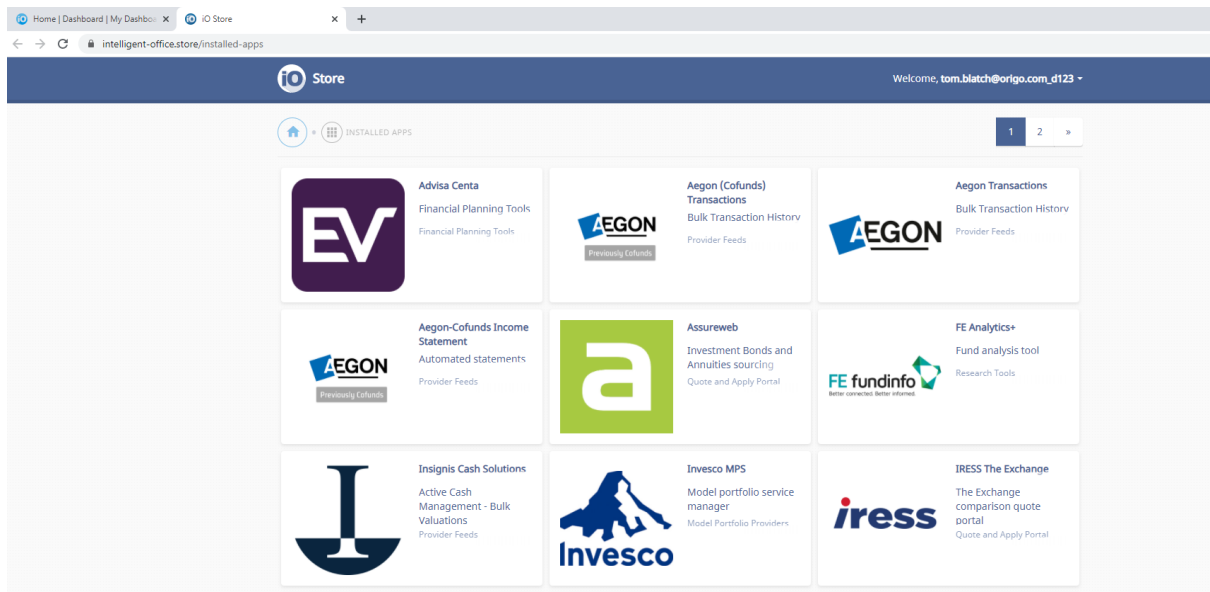 Home | Dashboard | My Dashbo
iO Store
intelligent-office.store/installed-apps
iO Store
Welcome, tom.blatch@origo.com_d123
INSTALLED APPS
1 2 »
EV
Advisa Centa
Financial Planning Tools
Financial Planning Tools
AEGON
Previously Cofunds
Aegon (Cofunds)
Transactions
Bulk Transaction History
Provider Feeds
AEGON
Aegon Transactions
Bulk Transaction History
Provider Feeds
AEGON
Previously Cofunds
Aegon-Cofunds Income
Statement
Automated statements
Provider Feeds
a
Assureweb
Investment Bonds and
Annuities sourcing
Quote and Apply Portal
FE fundinfo
Better connected. Better informed.
FE Analytics+
Fund analysis tool
Research Tools
Insignis Cash Solutions
Active Cash
Management - Bulk
Valuations
Provider Feeds
Invesco
Invesco MPS
Model portfolio service
manager
Model Portfolio Providers
iress
IRESS The Exchange
The Exchange
comparison quote
portal
Quote and Apply Portal